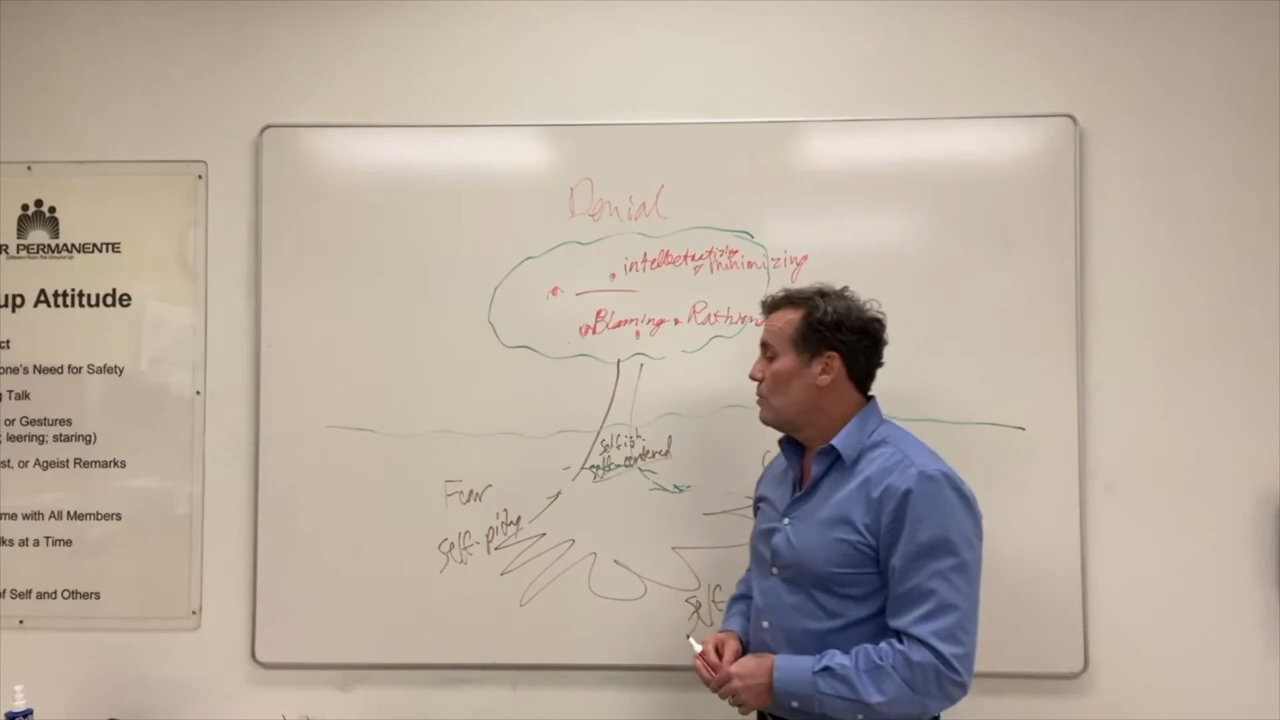 R PERMANENTE
up Attitude
ct
one's Need for Safety
g Talk
or Gestures
; leering; staring)
st, or Ageist Remarks
me with All Members
ks at a Time
of Self and Others
Denial
intellectualizing
minimizing
Blaming
selfish
self-centered
Fear
self-pity
self